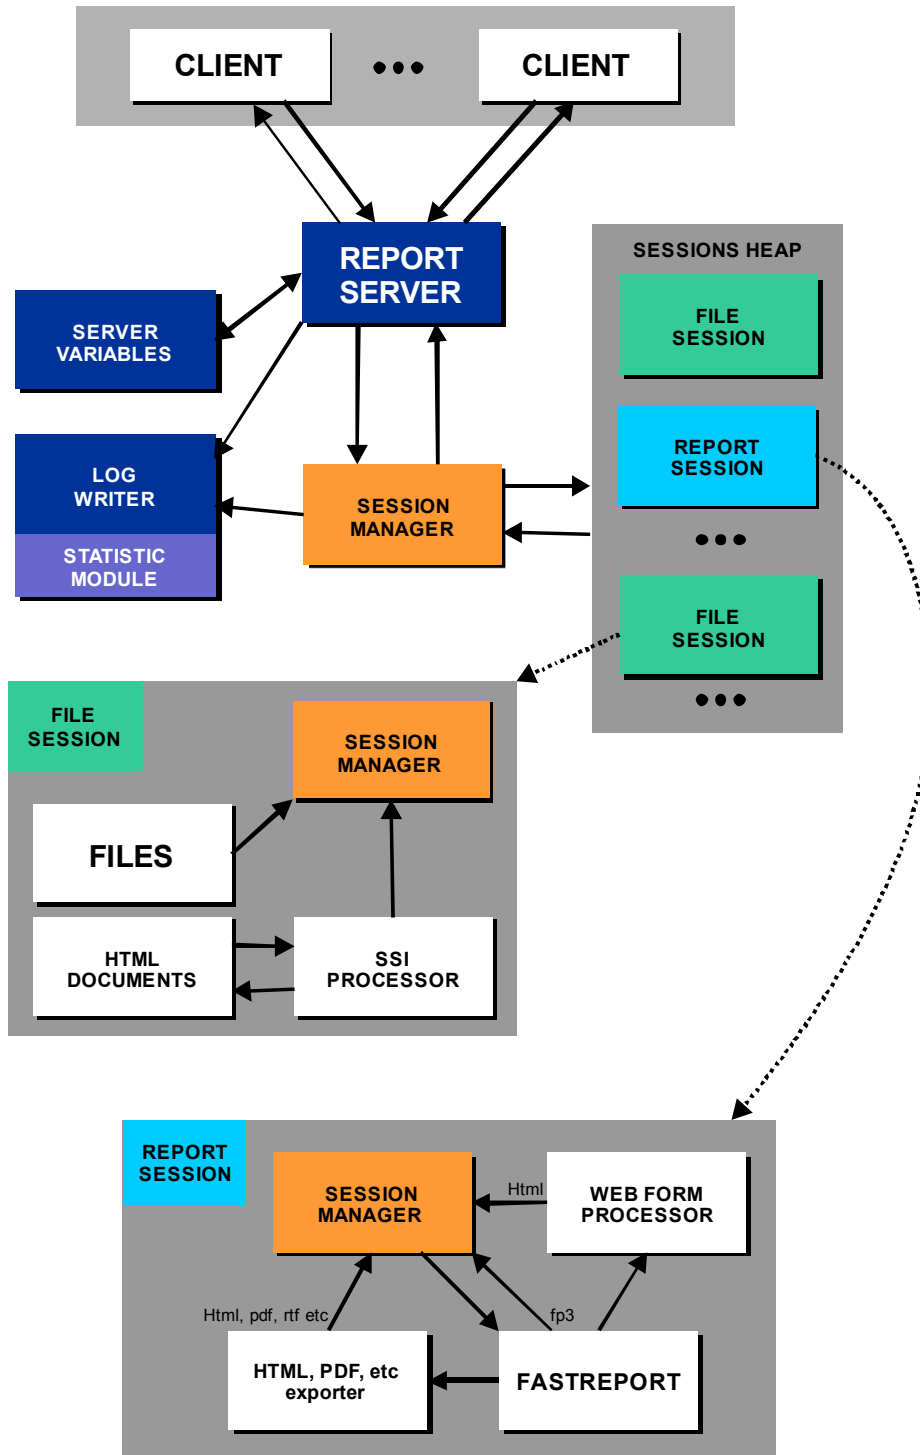 CLIENT
CLIENT
REPORT
SERVER
SESSIONS HEAP
FILE
SESSION
SERVER
VARIABLES
REPORT
SESSION
LOG
WRITER
SESSION
MANAGER
STATISTIC
MODULE
FILE
SESSION
FILE
SESSION
SESSION
MANAGER
FILES
HTML
DOCUMENTS
SSI
PROCESSOR
REPORT
SESSION
SESSION
MANAGER
Html
WEB FORM
PROCESSOR
Html, pdf, rtf etc
fp3
HTML, PDF, etc
exporter
FASTREPORT